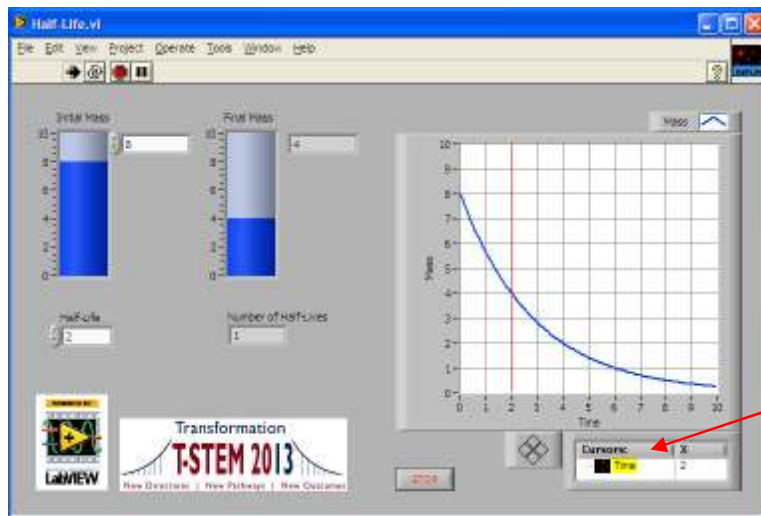 Half-Life.vi
File Edit View Project Operate Tools Window Help
Initial Mass
Final Mass
10
8
6
4
2
0
8
10
8
6
4
2
0
4
Half-Life
2
Number of Half-Lives
1
Mass
10
9
8
7
6
5
4
3
2
1
0
Mass
0 1 2 3 4 5 6 7 8 9 10
Time
Cursors: X
Time 2
STOP
LabVIEW
Transformation
T-STEM 2013
New Directions | New Pathways | New Outcomes